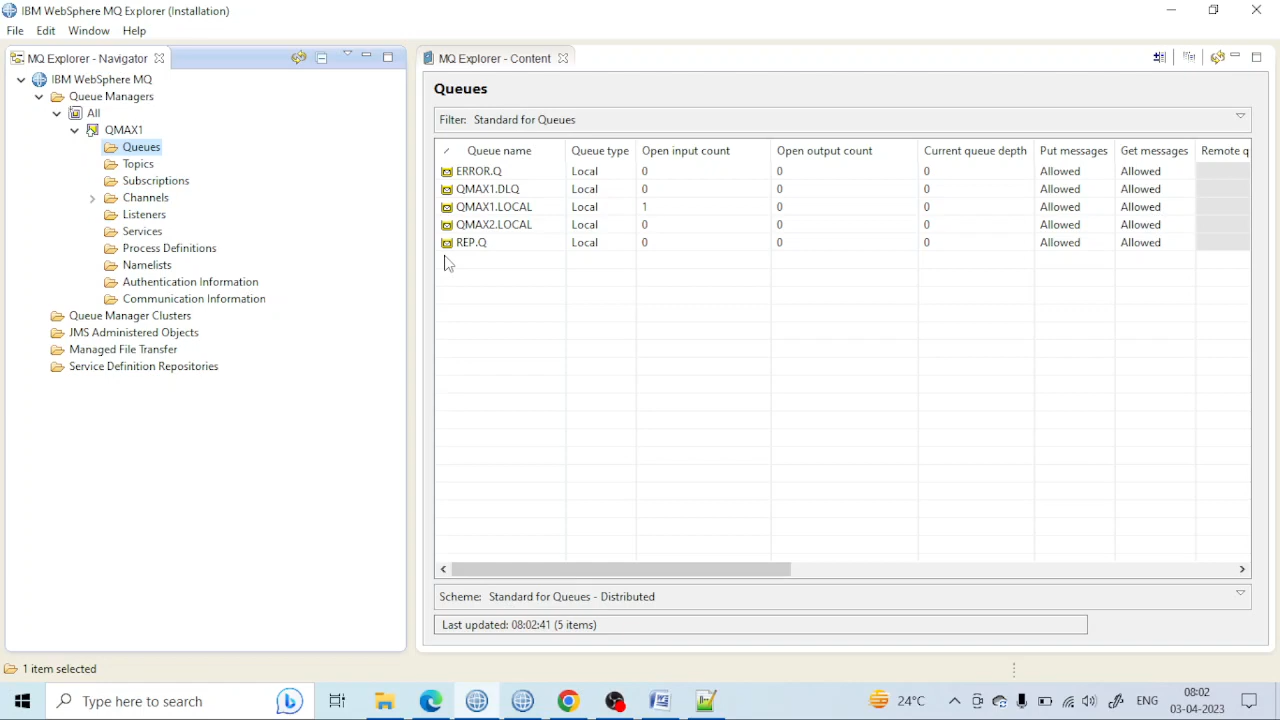 IBM WebSphere MQ Explorer (Installation)
File Edit Window Help
MQ Explorer - Navigator
IBM WebSphere MQ
Queue Managers
All
QMAX1
Queues
Topics
Subscriptions
Channels
Listeners
Services
Process Definitions
Namelists
Authentication Information
Communication Information
Queue Manager Clusters
JMS Administered Objects
Managed File Transfer
Service Definition Repositories
MQ Explorer - Content
Queues
Filter: Standard for Queues
Queue name Queue type Open input count Open output count Current queue depth Put messages Get messages Remote q
ERROR.Q Local 0 0 0 Allowed Allowed
QMAX1.DLQ Local 0 0 0 Allowed Allowed
QMAX1.LOCAL Local 1 0 0 Allowed Allowed
QMAX2.LOCAL Local 0 0 0 Allowed Allowed
REP.Q Local 0 0 0 Allowed Allowed
Scheme: Standard for Queues - Distributed
Last updated: 08:02:41 (5 items)
1 item selected
Type here to search
24°C
ENG
08:02
03-04-2023